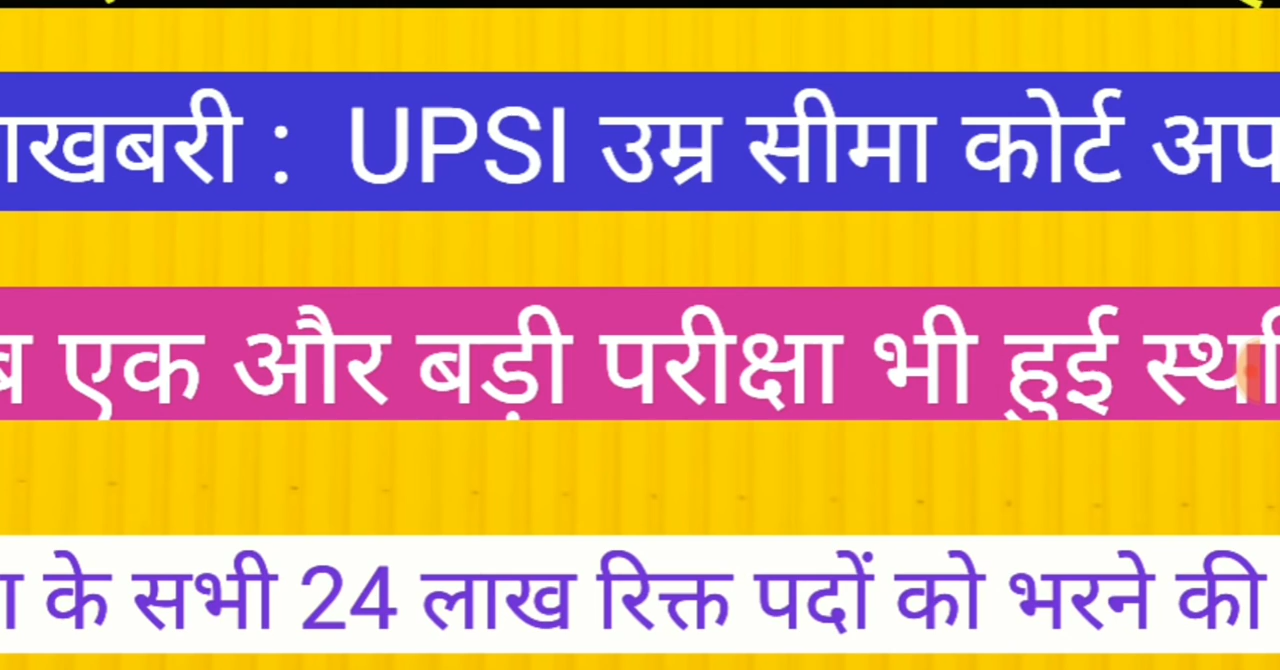 ाखबरी : UPSI उम्र सीमा कोर्ट अप
एक और बड़ी परीक्षा भी हुई
के सभी 24 लाख रिक्त पदों को भरने की